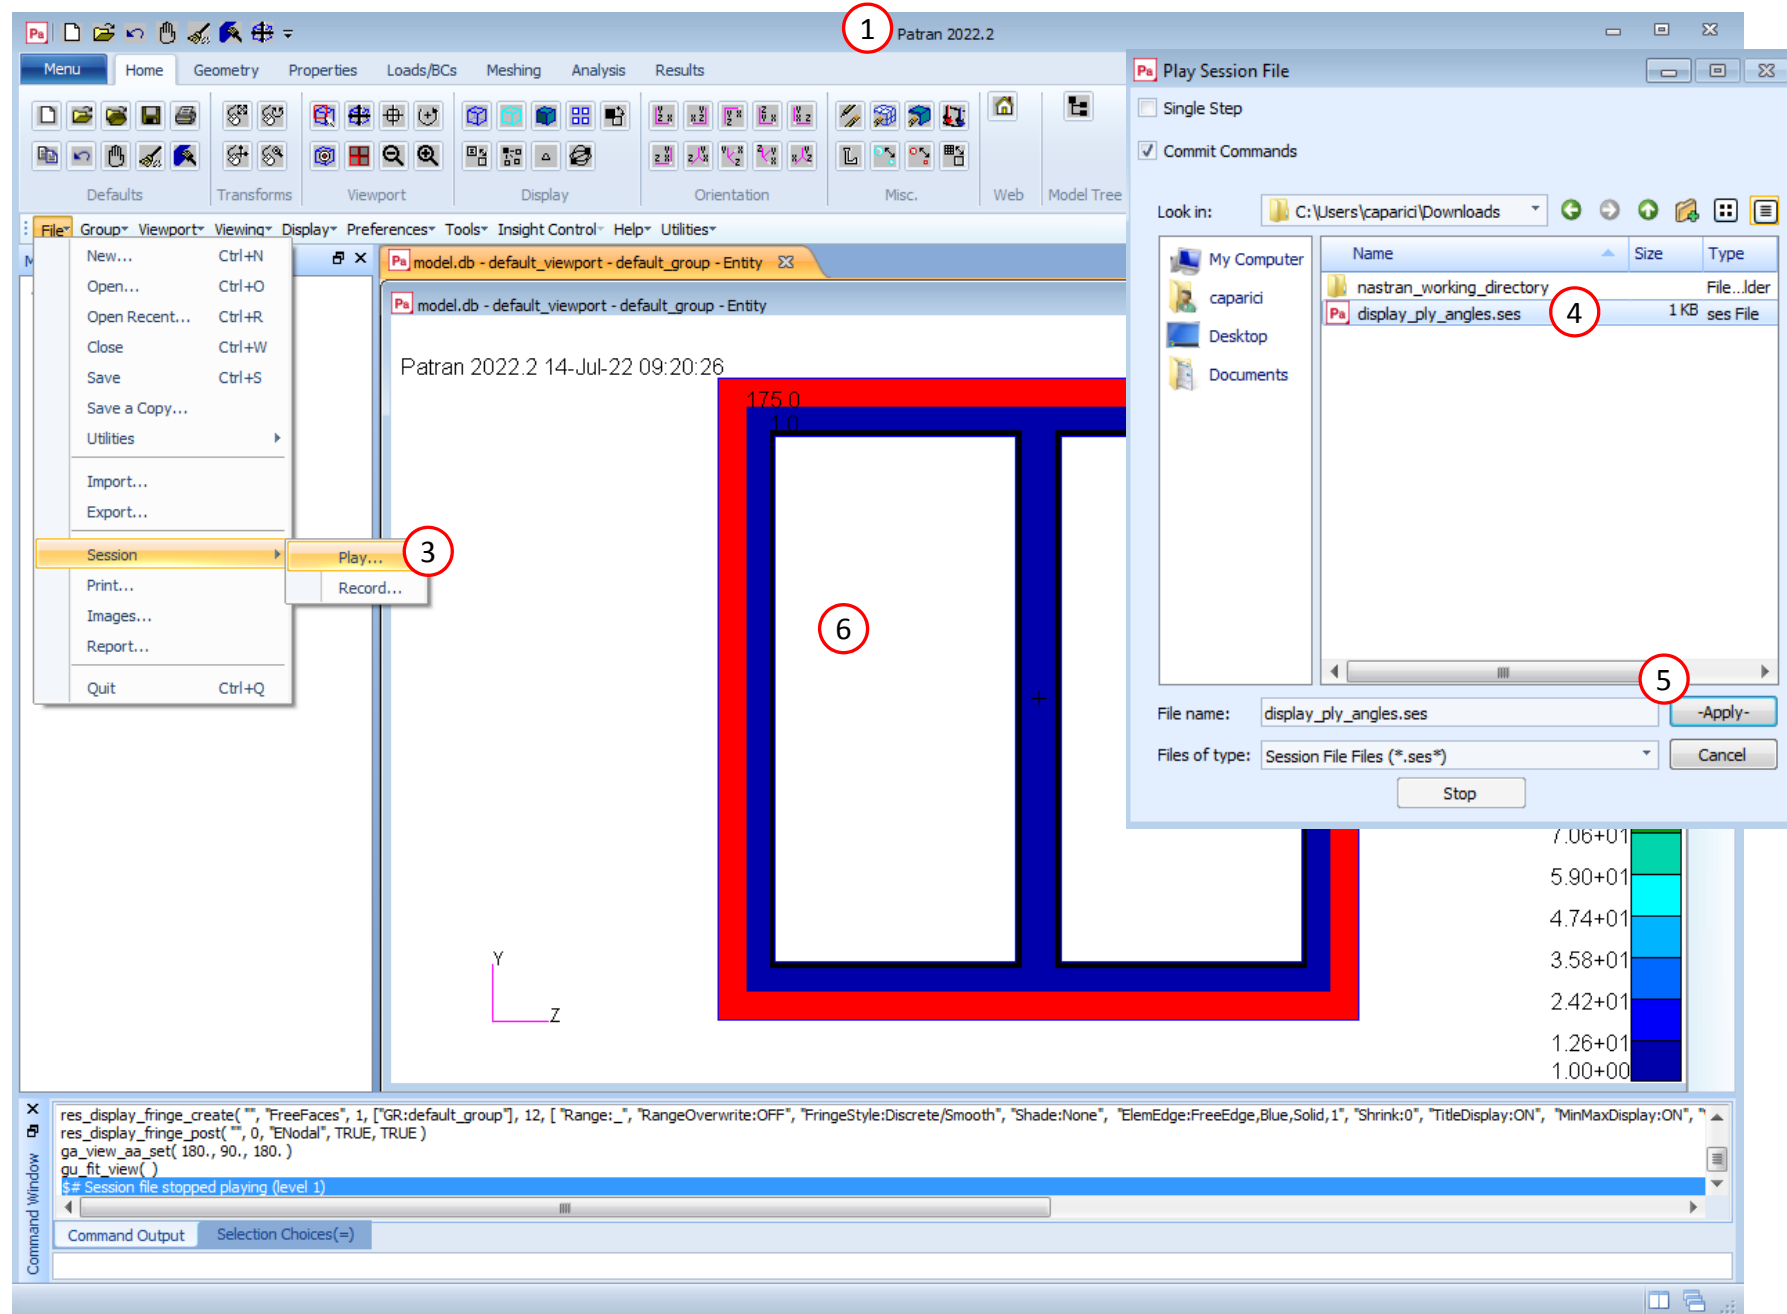 1
Patran 2022.2
Menu Home Geometry Properties Loads/BCs Meshing Analysis Results
Defaults Transforms Viewport Display Orientation Misc. Web Model Tree
File Group Viewport Viewing Display Preferences Tools Insight Control Help Utilities
New... Ctrl+N
Open... Ctrl+O
Open Recent... Ctrl+R
Close Ctrl+W
Save Ctrl+S
Save a Copy...
Utilities
Import...
Export...
Session
Print...
Images...
Report...
Quit Ctrl+Q
Play...
Record...
3
model.db - default_viewport - default_group - Entity
model.db - default_viewport - default_group - Entity
Patran 2022.2 14-Jul-22 09:20:26
175.0
1.0
6
Y
Z
Play Session File
Single Step
Commit Commands
Look in: C:\Users\caparici\Downloads
My Computer
caparici
Desktop
Documents
Name Size Type
nastran_working_directory File...lder
display_ply_angles.ses 1 KB ses File
4
5
File name: display_ply_angles.ses -Apply-
Files of type: Session File Files (*.ses*) Cancel
Stop
7.06+01
5.90+01
4.74+01
3.58+01
2.42+01
1.26+01
1.00+00
Command Window
res_display_fringe_create( "", "FreeFaces", 1, ["GR:default_group"], 12, [ "Range:_", "RangeOverwrite:OFF", "FringeStyle:Discrete/Smooth", "Shade:None", "ElemEdge:FreeEdge,Blue,Solid,1", "Shrink:0", "TitleDisplay:ON", "MinMaxDisplay:ON",
res_display_fringe_post( "", 0, "ENodal", TRUE, TRUE )
ga_view_aa_set( 180., 90., 180. )
gu_fit_view( )
$# Session file stopped playing (level 1)
Command Output Selection Choices(=)